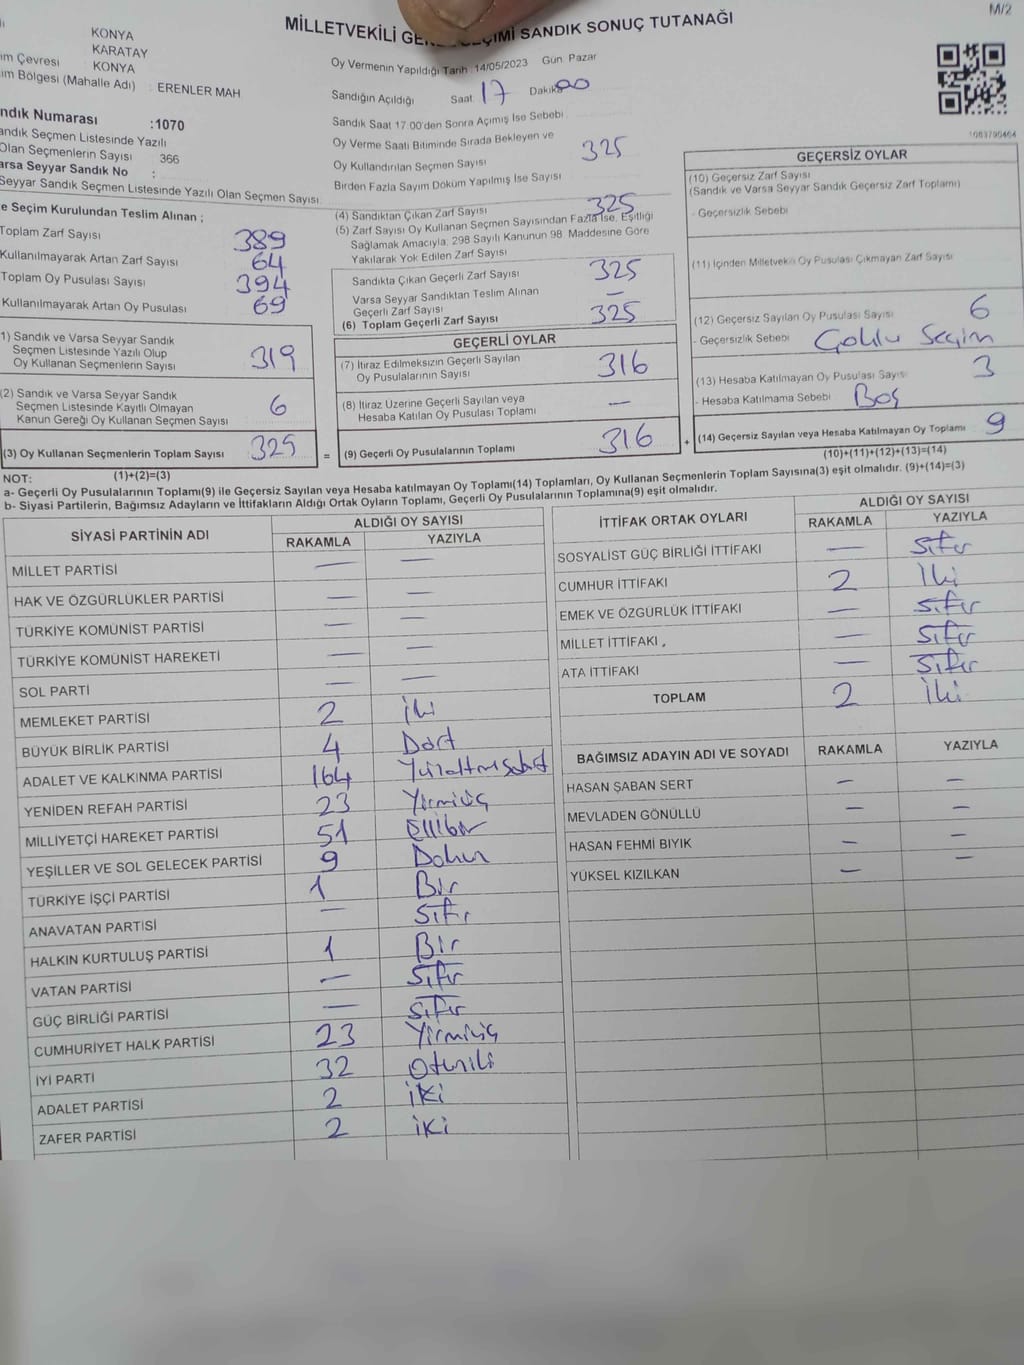 M/2
MİLLETVEKİLİ SANDIK SONUÇ TUTANAĞI
KONYA
KARATAY
im Çevresi KONYA
im Bölgesi (Mahalle Adı) : ERENLER MAH
ndık Numarası :1070
andık Seçmen Listesinde Yazılı
Olan Seçmenlerin Sayısı 366
arsa Seyyar Sandık No :
Seyyar Sandık Seçmen Listesinde Yazılı Olan Seçmen Sayısı
Oy Vermenin Yapıldığı Tarih :14/05/2023 Gün Pazar
Sandığın Açıldığı Saat 17 Dakika 00
Sandık Saat 17.00'den Sonra Açımış İse Sebebi
Oy Verme Saati Bitiminde Sırada Bekleyen ve
Oy Kullandırılan Seçmen Sayısı 325
Birden Fazla Sayım Döküm Yapılmış İse Sayısı
1083790464
e Seçim Kurulundan Teslim Alınan ;
Toplam Zarf Sayısı 389
Kullanılmayarak Artan Zarf Sayısı 64
Toplam Oy Pusulası Sayısı 394
Kullanılmayarak Artan Oy Pusulası 69
1) Sandık ve Varsa Seyyar Sandık
Seçmen Listesinde Yazılı Olup
Oy Kullanan Seçmenlerin Sayısı 319
(2) Sandık ve Varsa Seyyar Sandık
Seçmen Listesinde Kayıtlı Olmayan
Kanun Gereği Oy Kullanan Seçmen Sayısı 6
(3) Oy Kullanan Seçmenlerin Toplam Sayısı 325
(1)+(2)=(3)
(4) Sandıktan Çıkan Zarf Sayısı 325
(5) Zarf Sayısı Oy Kullanan Seçmen Sayısından Fazla İse, Eşitliği
Sağlamak Amacıyla, 298 Sayılı Kanunun 98. Maddesine Göre
Yakılarak Yok Edilen Zarf Sayısı
Sandıkta Çıkan Geçerli Zarf Sayısı 325
Varsa Seyyar Sandıktan Teslim Alınan
Geçerli Zarf Sayısı —
(6) Toplam Geçerli Zarf Sayısı 325
GEÇERLİ OYLAR
(7) İtiraz Edilmeksizin Geçerli Sayılan
Oy Pusulalarının Sayısı 316
(8) İtiraz Üzerine Geçerli Sayılan veya
Hesaba Katılan Oy Pusulası Toplamı —
= (9) Geçerli Oy Pusulalarının Toplamı 316 +
GEÇERSİZ OYLAR
(10) Geçersiz Zarf Sayısı
(Sandık ve Varsa Seyyar Sandık Geçersiz Zarf Toplamı)
- Geçersizlik Sebebi
(11) İçinden Milletvekili Oy Pusulası Çıkmayan Zarf Sayısı
(12) Geçersiz Sayılan Oy Pusulası Sayısı 6
- Geçersizlik Sebebi Çoklu Seçim
(13) Hesaba Katılmayan Oy Pusula Sayısı 3
- Hesaba Katılmama Sebebi Boş
(14) Geçersiz Sayılan veya Hesaba Katılmayan Oy Toplamı 9
(10)+(11)+(12)+(13)=(14)
NOT:
a- Geçerli Oy Pusulalarının Toplamı(9) ile Geçersiz Sayılan veya Hesaba katılmayan Oy Toplamı(14) Toplamları, Oy Kullanan Seçmenlerin Toplam Sayısına(3) eşit olmalıdır. (9)+(14)=(3)
b- Siyasi Partilerin, Bağımsız Adayların ve İttifakların Aldığı Ortak Oyların Toplamı, Geçerli Oy Pusulalarının Toplamına(9) eşit olmalıdır.
SİYASİ PARTİNİN ADI ALDIĞI OY SAYISI
RAKAMLA YAZIYLA
MİLLET PARTİSİ — —
HAK VE ÖZGÜRLÜKLER PARTİSİ — —
TÜRKİYE KOMÜNİST PARTİSİ — —
TÜRKİYE KOMÜNİST HAREKETİ — —
SOL PARTİ — —
MEMLEKET PARTİSİ 2 iki
BÜYÜK BİRLİK PARTİSİ 4 Dört
ADALET VE KALKINMA PARTİSİ 164
YENİDEN REFAH PARTİSİ 23 Yirmiüç
MİLLİYETÇİ HAREKET PARTİSİ 51 Ellibir
YEŞİLLER VE SOL GELECEK PARTİSİ 9 Dokuz
TÜRKİYE İŞÇİ PARTİSİ 1 Bir
ANAVATAN PARTİSİ — Sıfır
HALKIN KURTULUŞ PARTİSİ 1 Bir
VATAN PARTİSİ — Sıfır
GÜÇ BİRLİĞİ PARTİSİ — Sıfır
CUMHURİYET HALK PARTİSİ 23 Yirmiüç
İYİ PARTİ 32 Otuziki
ADALET PARTİSİ 2 iki
ZAFER PARTİSİ 2 iki
İTTİFAK ORTAK OYLARI ALDIĞI OY SAYISI
RAKAMLA YAZIYLA
SOSYALİST GÜÇ BİRLİĞİ İTTİFAKI — Sıfır
CUMHUR İTTİFAKI 2 İki
EMEK VE ÖZGÜRLÜK İTTİFAKI — Sıfır
MİLLET İTTİFAKI — Sıfır
ATA İTTİFAKI — Sıfır
TOPLAM 2 iki
BAĞIMSIZ ADAYIN ADI VE SOYADI RAKAMLA YAZIYLA
HASAN ŞABAN SERT — —
MEVLADEN GÖNÜLLÜ — —
HASAN FEHMİ BIYIK — —
YÜKSEL KIZILKAN — —